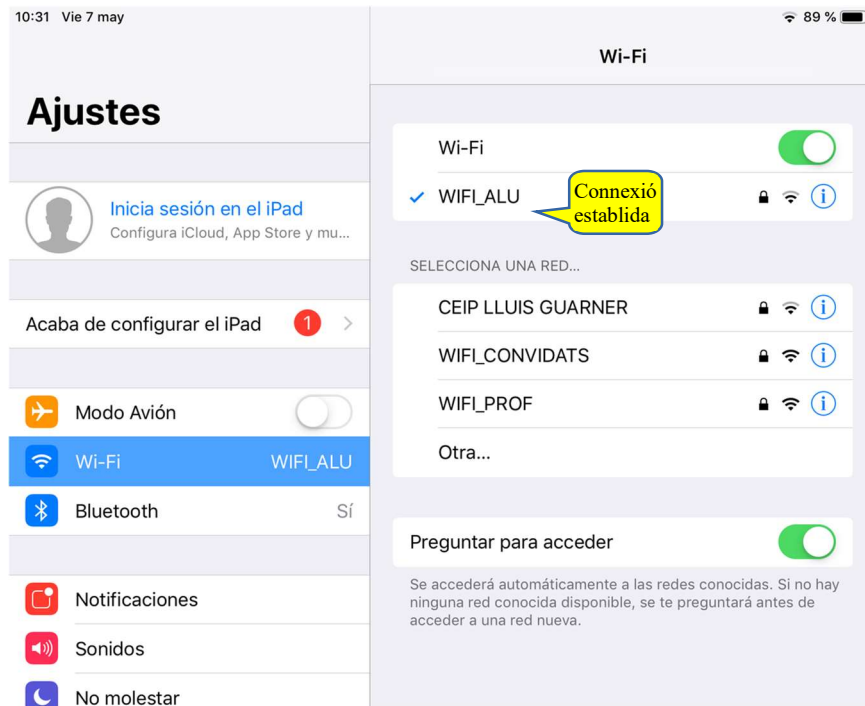 10:31 Vie 7 may
89 %
Ajustes
Inicia sesión en el iPad
Configura iCloud, App Store y mu...
Acaba de configurar el iPad 1
Modo Avión
Wi-Fi WIFI_ALU
Bluetooth Sí
Notificaciones
Sonidos
No molestar
Wi-Fi
Wi-Fi
WIFI_ALU
Connexió
establida
SELECCIONA UNA RED...
CEIP LLUIS GUARNER
WIFI_CONVIDATS
WIFI_PROF
Otra...
Preguntar para acceder
Se accederá automáticamente a las redes conocidas. Si no hay
ninguna red conocida disponible, se te preguntará antes de
acceder a una red nueva.